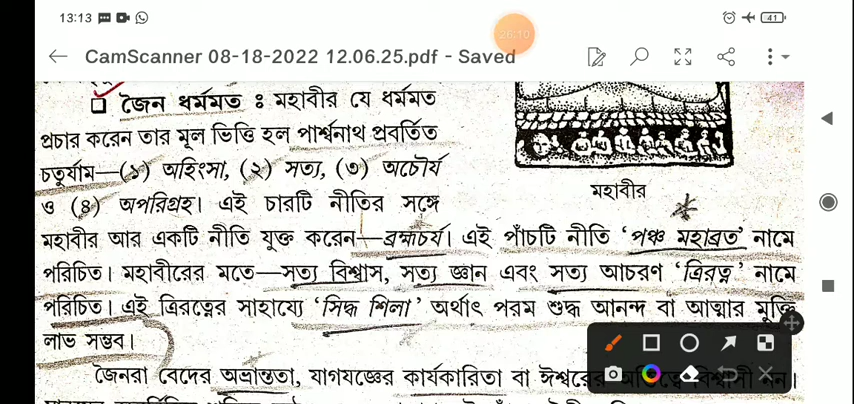 13:13
41
26:10
CamScanner 08-18-2022 12.06.25.pdf - Saved
জৈন ধর্মমত ঃ মহাবীর যে ধর্মমত
প্রচার করেন তার মূল ভিত্তি হল পার্শ্বনাথ প্রবর্তিত
চতুর্যাম—(১) অহিংসা, (২) সত্য, (৩) অচৌর্য
ও (৪) অপরিগ্রহ। এই চারটি নীতির সঙ্গে
মহাবীর
মহাবীর আর একটি নীতি যুক্ত করেন—ব্রহ্মচর্য। এই পাঁচটি নীতি 'পঞ্চ মহাব্রত' নামে
পরিচিত। মহাবীরের মতে—সত্য বিশ্বাস, সত্য জ্ঞান এবং সত্য আচরণ 'ত্রিরত্ন' নামে
পরিচিত। এই ত্রিরত্নের সাহায্যে 'সিদ্ধ শিলা' অর্থাৎ পরম শুদ্ধ আনন্দ বা আত্মার মুক্তি
লাভ সম্ভব।
জৈনরা বেদের অভ্রান্ততা, যাগযজ্ঞের কার্যকারিতা বা ঈশ্বরের